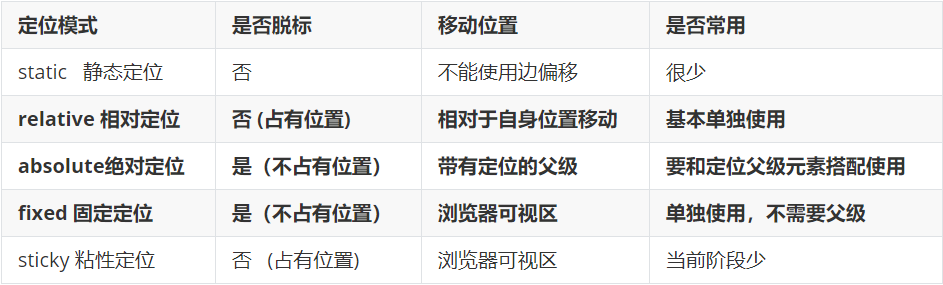 定位模式 是否脱标 移动位置 是否常用
static 静态定位 否 不能使用边偏移 很少
relative 相对定位 否 (占有位置) 相对于自身位置移动 基本单独使用
absolute绝对定位 是（不占有位置） 带有定位的父级 要和定位父级元素搭配使用
fixed 固定定位 是（不占有位置） 浏览器可视区 单独使用，不需要父级
sticky 粘性定位 否 (占有位置) 浏览器可视区 当前阶段少